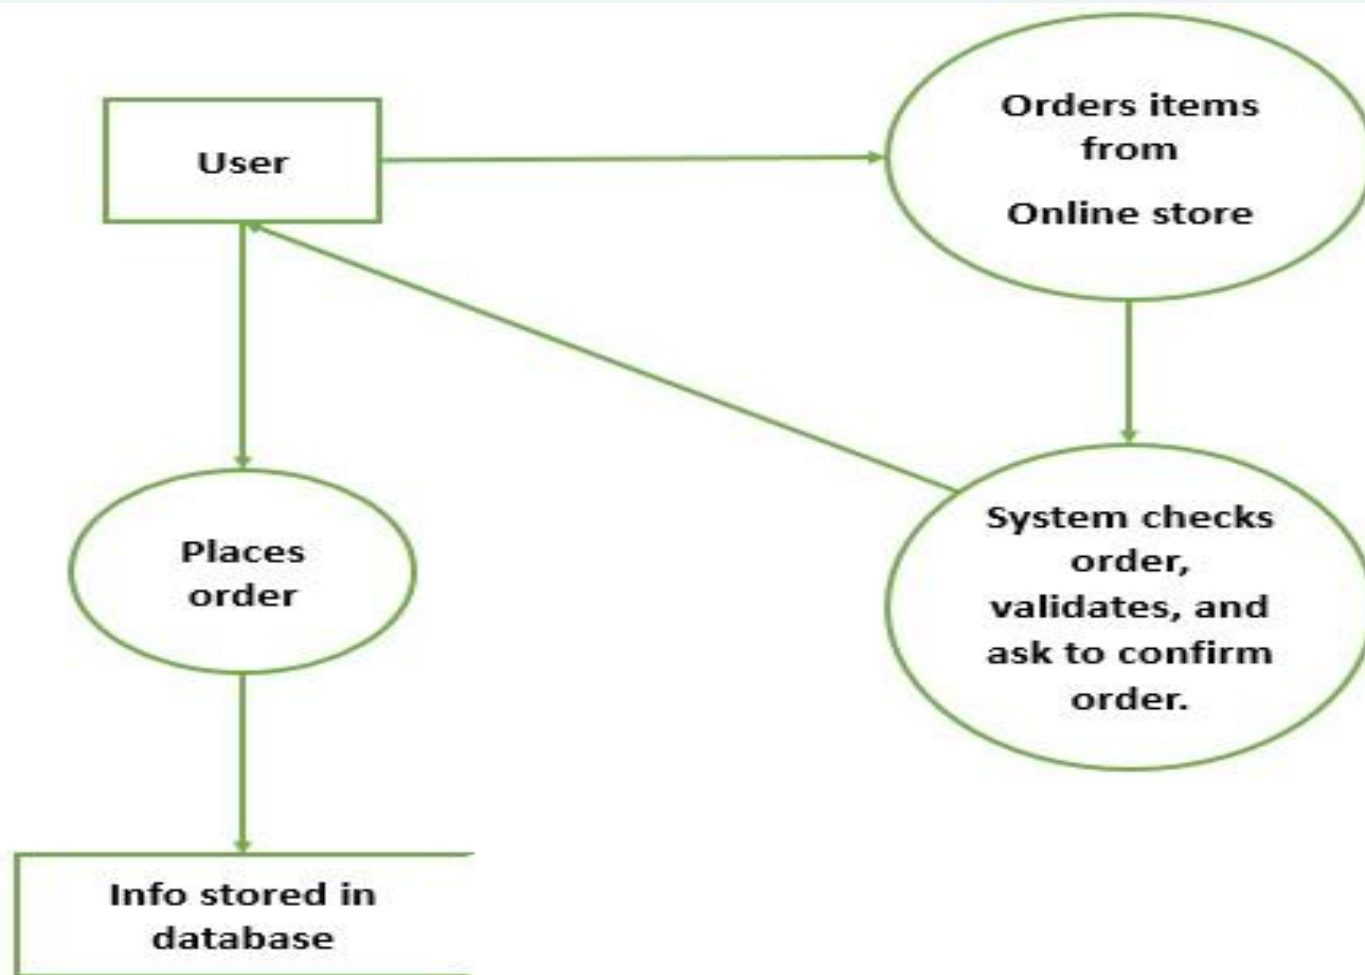 User
Orders items
from
Online store
System checks
order,
validates, and
ask to confirm
order.
Places
order
Info stored in
database